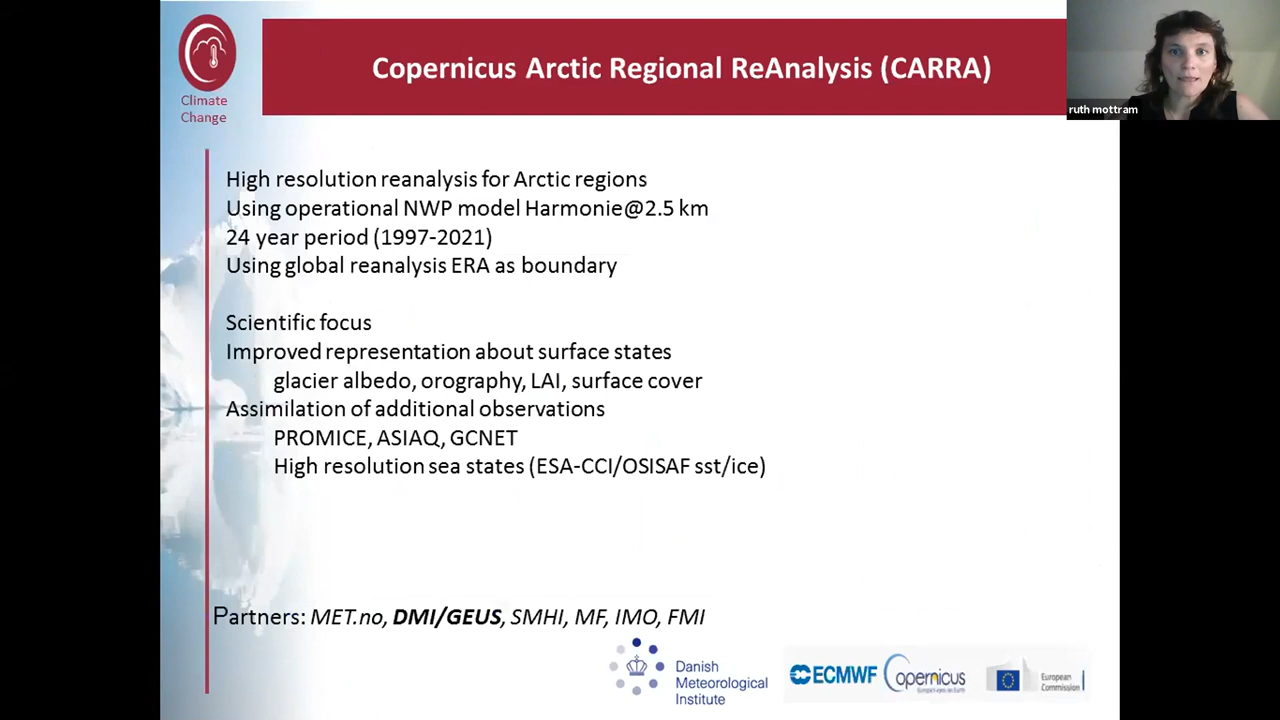 Copernicus Arctic Regional ReAnalysis (CARRA)
ruth mottram
Climate
Change
High resolution reanalysis for Arctic regions
Using operational NWP model Harmonie@2.5 km
24 year period (1997-2021)
Using global reanalysis ERA as boundary
Scientific focus
Improved representation about surface states
glacier albedo, orography, LAI, surface cover
Assimilation of additional observations
PROMICE, ASIAQ, GCNET
High resolution sea states (ESA-CCI/OSISAF sst/ice)
Partners: MET.no, DMI/GEUS, SMHI, MF, IMO, FMI
Danish
Meteorological
Institute
ECMWF
opernicus
Europe's eyes on Earth
European
Commission